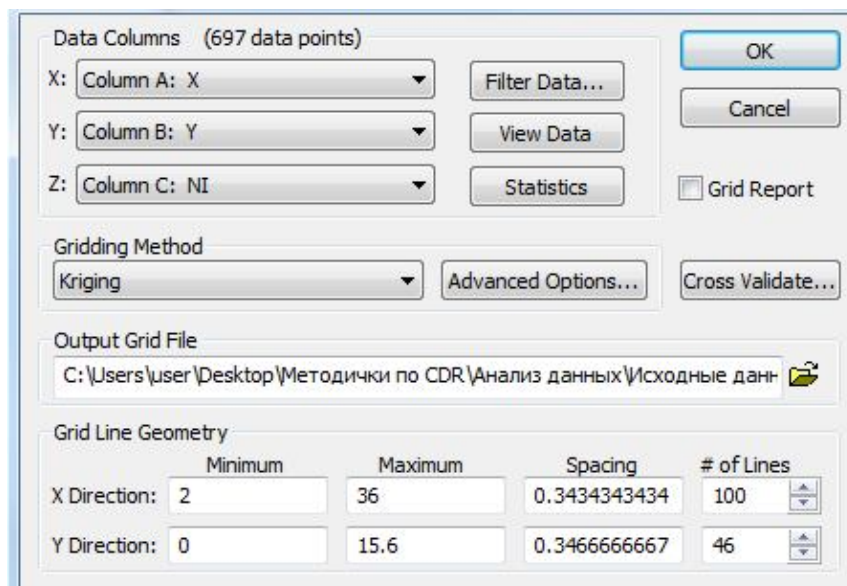 Data Columns (697 data points)
X: Column A: X
Filter Data...
Y: Column B: Y
View Data
Z: Column C: NI
Statistics
OK
Cancel
Grid Report
Gridding Method
Kriging
Advanced Options...
Cross Validate...
Output Grid File
C:\Users\user\Desktop\Методички по CDR\Анализ данных\Исходные данн
Grid Line Geometry
Minimum Maximum Spacing # of Lines
X Direction: 2 36 0.3434343434 100
Y Direction: 0 15.6 0.3466666667 46